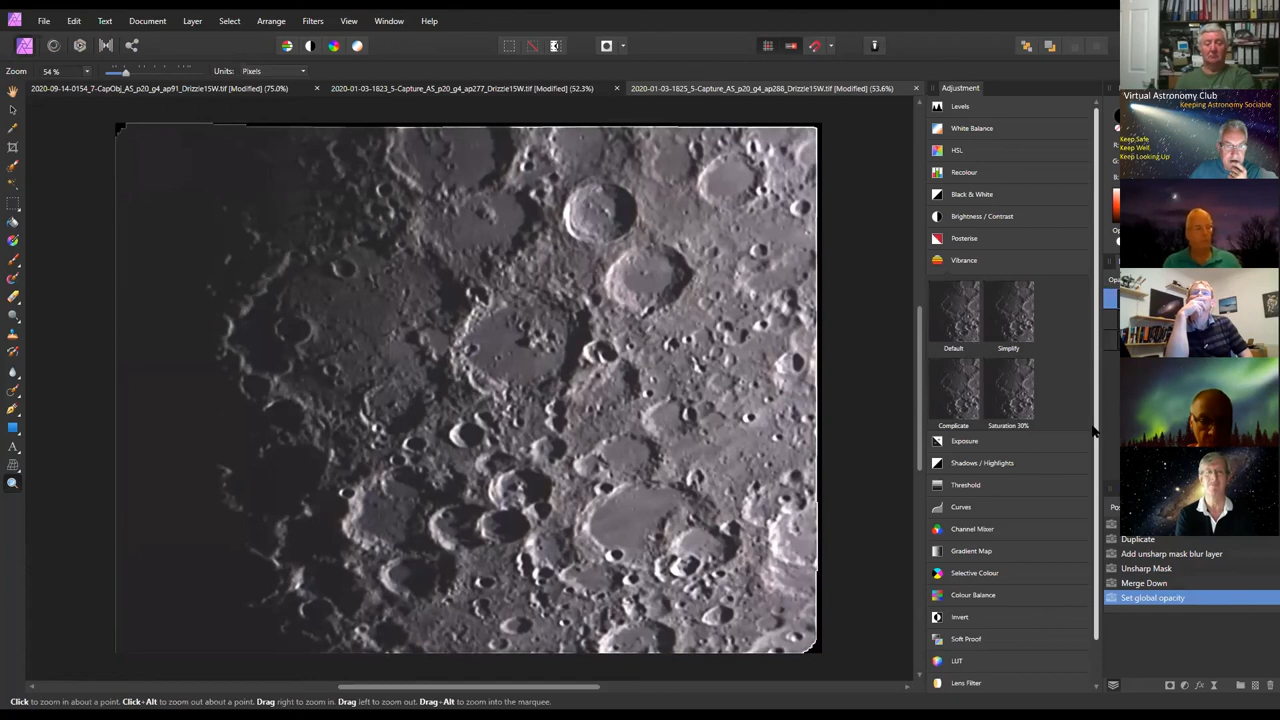 File Edit Text Document Layer Select Arrange Filters View Window Help
Zoom 54 % Units: Pixels
2020-09-14-0154_7-CapObj_AS_p20_g4_ap91_Drizzle15W.tif [Modified] (75.0%) 2020-01-03-1823_5-Capture_AS_p20_g4_ap277_Drizzle15W.tif [Modified] (52.3%) 2020-01-03-1825_5-Capture_AS_p20_g4_ap288_Drizzle15W.tif [Modified] (53.6%) Adjustment
Virtual Astronomy Club
Keeping Astronomy Sociable
Keep Safe
Keep Well
Keep Looking Up
Levels
White Balance
HSL
Recolour
Black & White
Brightness / Contrast
Posterise
Vibrance
Default Simplify
Complicate Saturation 30%
Exposure
Shadows / Highlights
Threshold
Curves
Channel Mixer
Gradient Map
Selective Colour
Colour Balance
Invert
Soft Proof
LUT
Lens Filter
Duplicate
Add unsharp mask blur layer
Unsharp Mask
Merge Down
Set global opacity
Click to zoom in about a point. Click+Alt to zoom out about a point. Drag right to zoom in. Drag left to zoom out. Drag+Alt to zoom into the marquee.